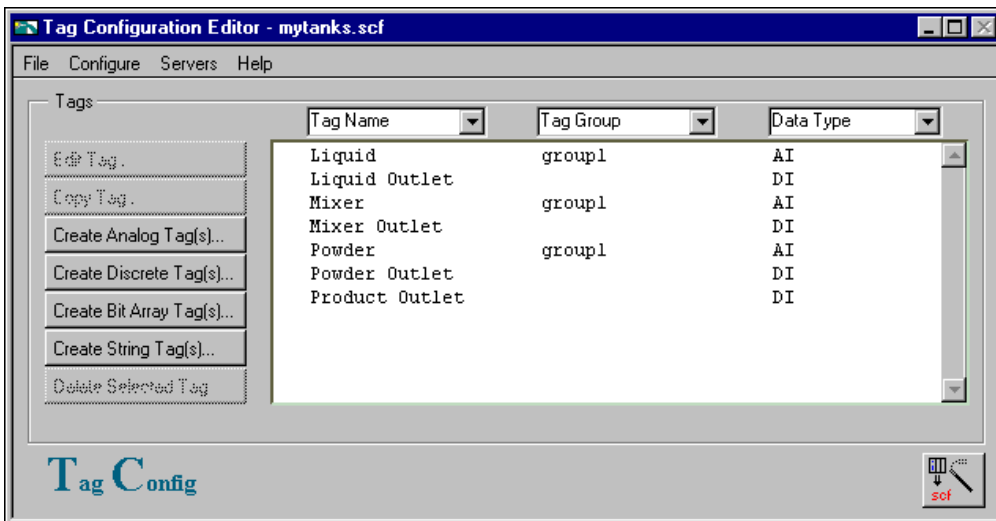 Tag Configuration Editor - mytanks.scf
File Configure Servers Help
Tags
Tag Name Tag Group Data Type
Edit Tag .
Copy Tag .
Create Analog Tag(s)...
Create Discrete Tag(s)...
Create Bit Array Tag(s)...
Create String Tag(s)...
Delete Selected Tag
Liquid group1 AI
Liquid Outlet DI
Mixer group1 AI
Mixer Outlet DI
Powder group1 AI
Powder Outlet DI
Product Outlet DI
Tag Config
scf